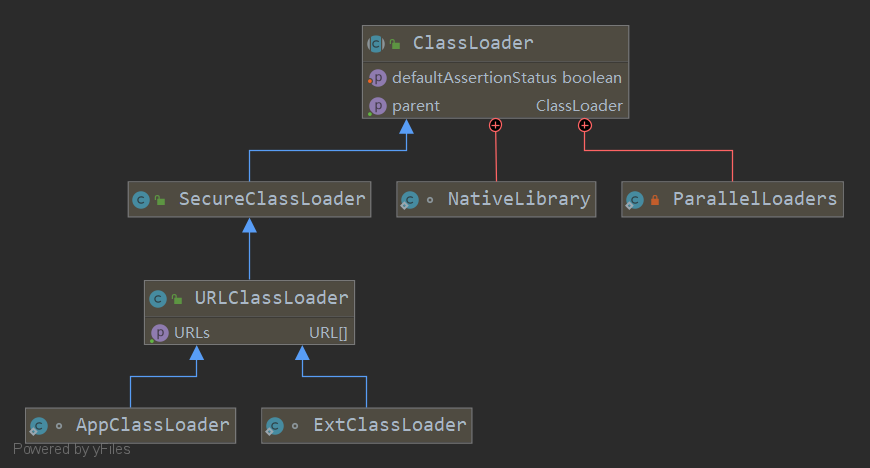 ClassLoader
defaultAssertionStatus boolean
parent ClassLoader
SecureClassLoader
NativeLibrary
ParallelLoaders
URLClassLoader
URLs URL[]
AppClassLoader
ExtClassLoader
Powered by yFiles